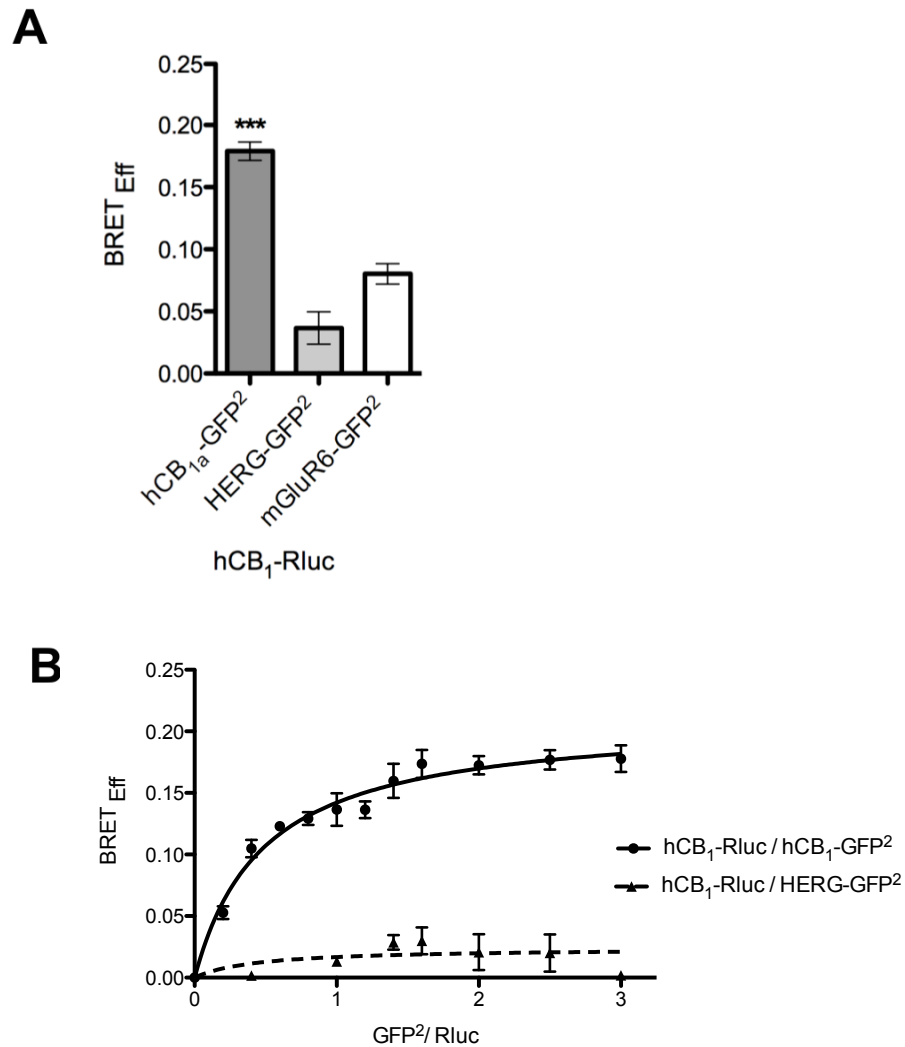 A
0.25
0.20
0.15
0.10
0.05
0.00
BRET Eff
***
hCB1a-GFP2
HERG-GFP2
mGluR6-GFP2
hCB1-Rluc
B
0.25
0.20
0.15
0.10
0.05
0.00
BRET Eff
0 1 2 3
GFP2/ Rluc
hCB1-Rluc / hCB1-GFP2
hCB1-Rluc / HERG-GFP2